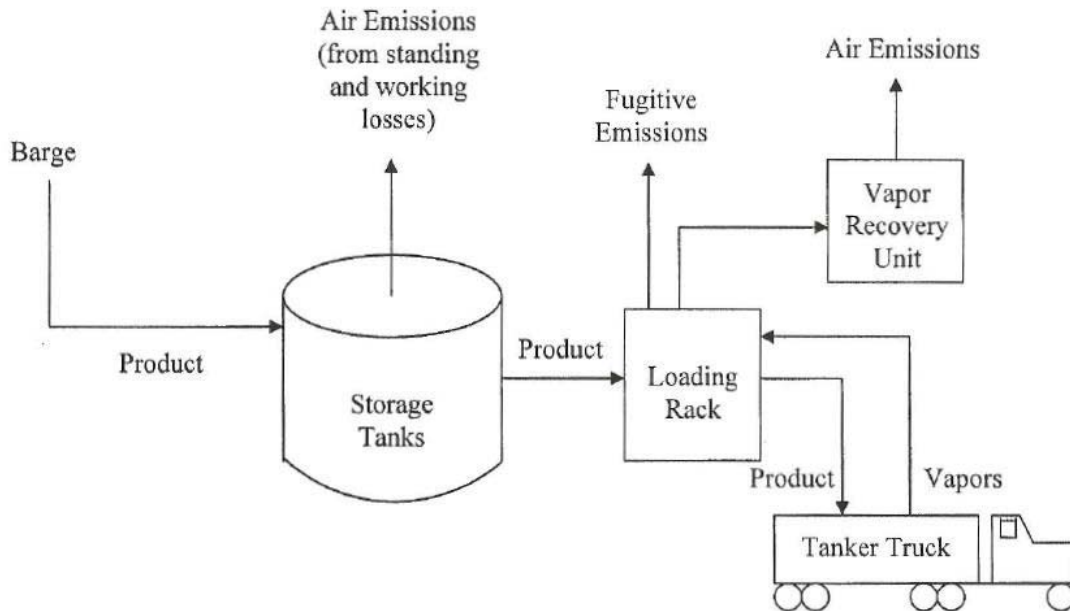 Air Emissions
(from standing
and working
losses)
Air Emissions
Fugitive
Emissions
Barge
Vapor
Recovery
Unit
Product
Product
Storage
Tanks
Loading
Rack
Product
Vapors
Tanker Truck